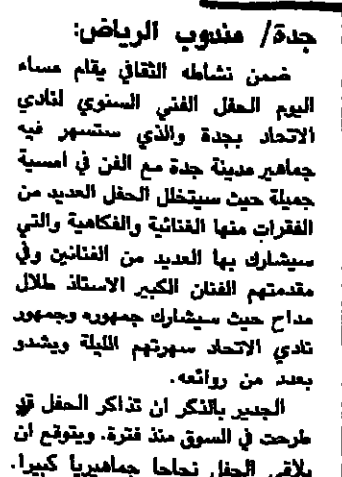 جدة/ مندوب الرياض:
ضمن نشاطه الثقافي يقام مساء
اليوم الحفل الفني السنوي لنادي
الاتحاد بجدة والذي ستسهر فيه
جماهير مدينة جدة مع الفن في امسية
جميلة حيث سيتخلل الحفل العديد من
الفقرات منها الغنائية والفكاهية والتي
سيشارك بها العديد من الفنانين وفي
مقدمتهم الفنان الكبير الاستاذ طلال
مداح حيث سيشارك جمهوره وجمهور
نادي الاتحاد سهرتهم الليلة ويشدو
بعدد من روائعه.
الجدير بالذكر ان تذاكر الحفل قد
طرحت في السوق منذ فترة. ويتوقع ان
يلاقي الحفل نجاحا جماهيريا كبيرا.